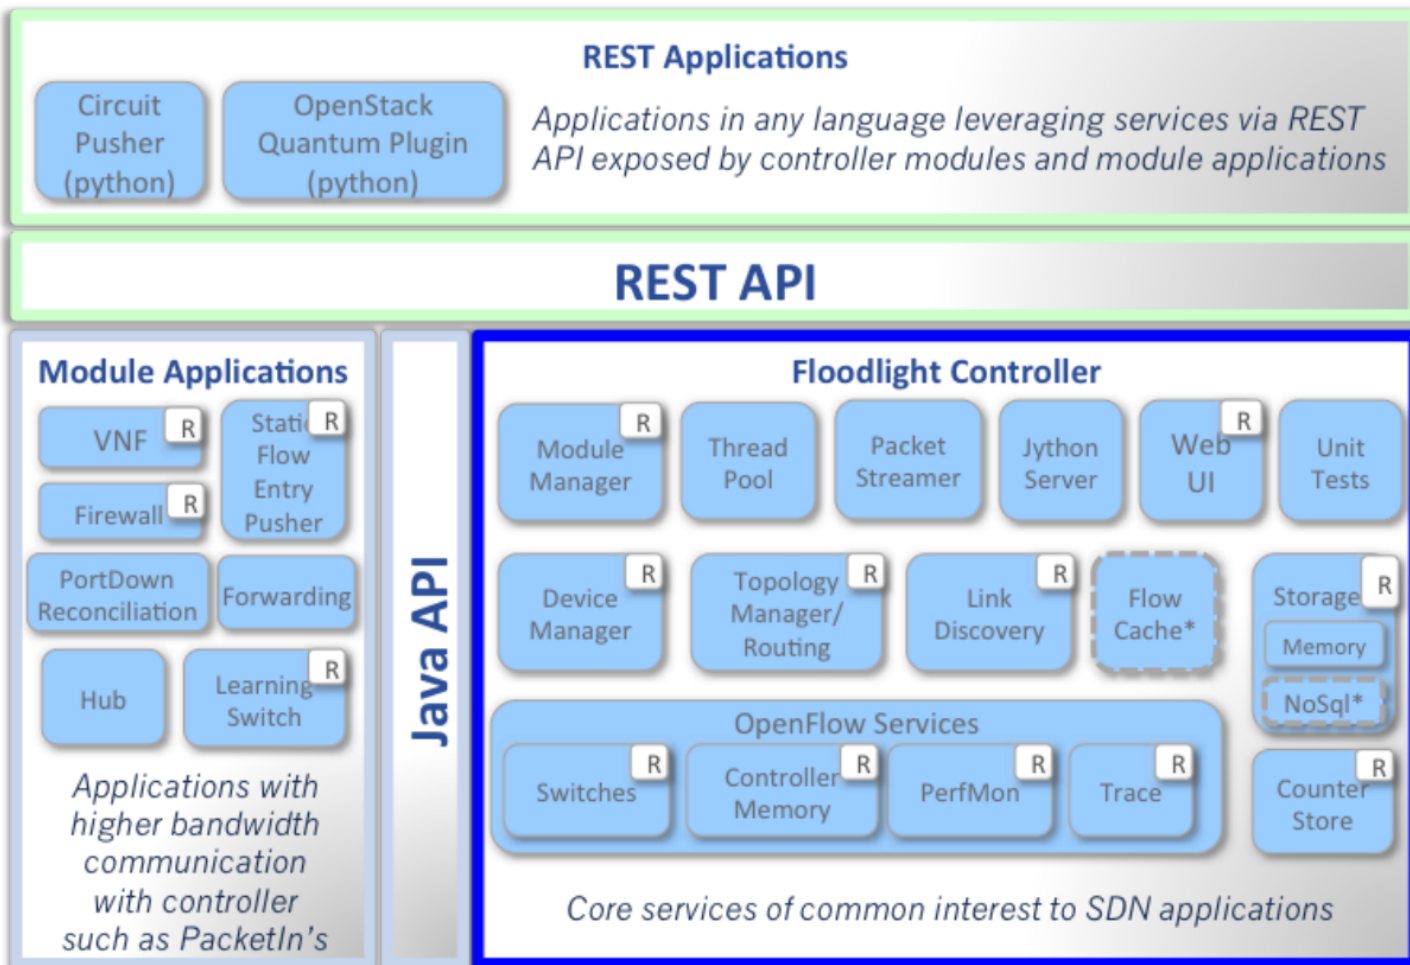 REST Applications
Circuit
Pusher
(python)
OpenStack
Quantum Plugin
(python)
Applications in any language leveraging services via REST
API exposed by controller modules and module applications
REST API
Module Applications
VNF
R
Static
Flow
Entry
Pusher
R
Firewall
R
PortDown
Reconciliation
Forwarding
Hub
Learning
Switch
R
Applications with
higher bandwidth
communication
with controller
such as PacketIn's
Java API
Floodlight Controller
Module
Manager
R
Thread
Pool
Packet
Streamer
Jython
Server
Web
UI
R
Unit
Tests
Device
Manager
R
Topology
Manager/
Routing
R
Link
Discovery
R
Flow
Cache*
Storage
R
Memory
NoSql*
OpenFlow Services
Switches
R
Controller
Memory
R
PerfMon
R
Trace
R
Counter
Store
R
Core services of common interest to SDN applications